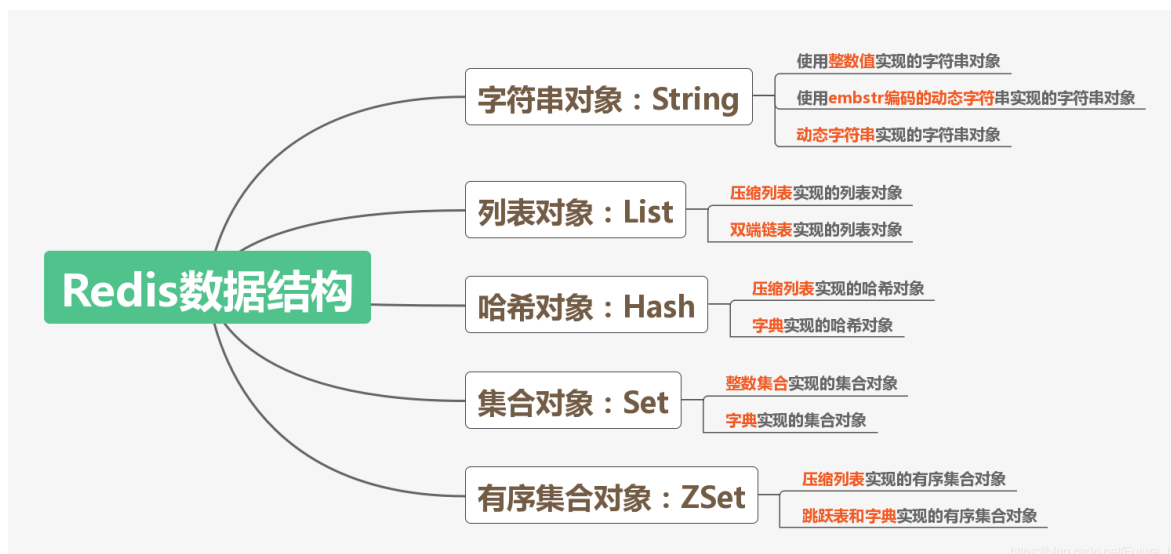 Redis数据结构
字符串对象：String
使用整数值实现的字符串对象
使用embstr编码的动态字符串实现的字符串对象
动态字符串实现的字符串对象
列表对象：List
压缩列表实现的列表对象
双端链表实现的列表对象
哈希对象：Hash
压缩列表实现的哈希对象
字典实现的哈希对象
集合对象：Set
整数集合实现的集合对象
字典实现的集合对象
有序集合对象：ZSet
压缩列表实现的有序集合对象
跳跃表和字典实现的有序集合对象